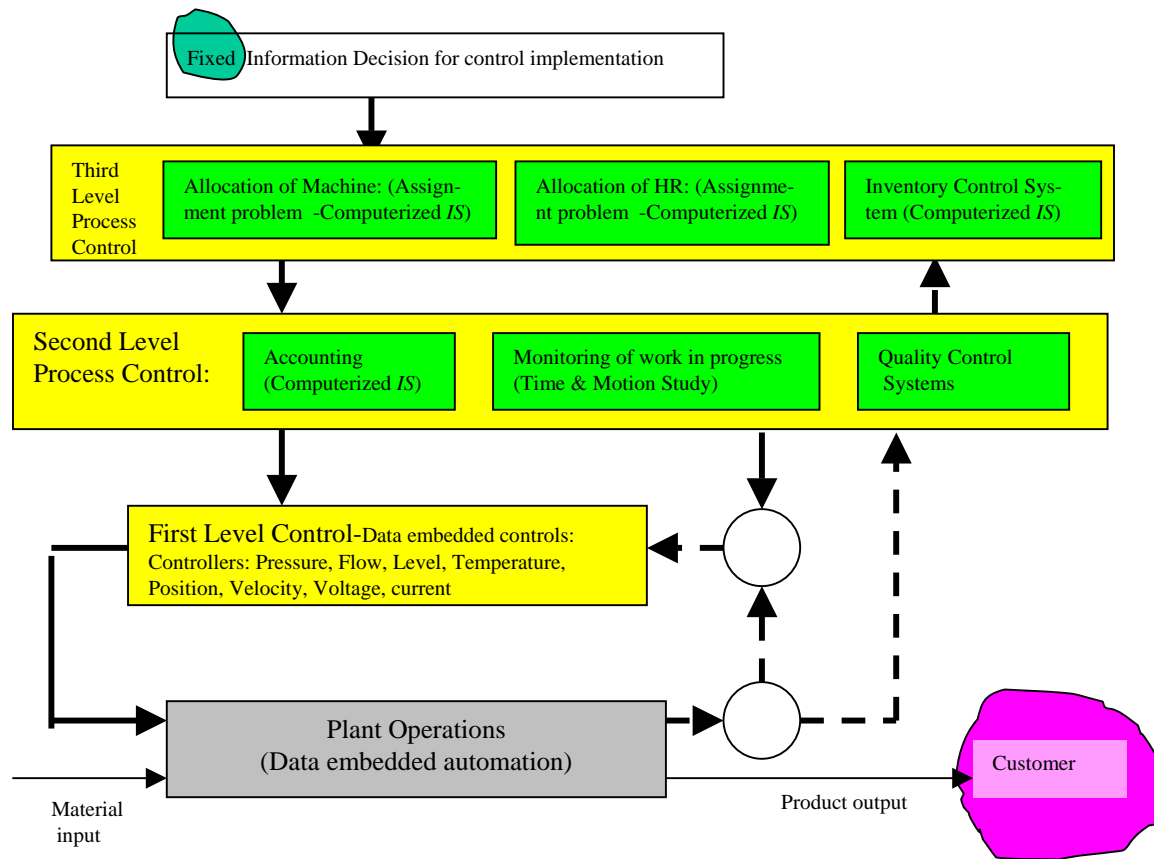 Fixed Information Decision for control implementation
Third
Level
Process
Control
Allocation of Machine: (Assign-
ment problem -Computerized IS)
Allocation of HR: (Assignme-
nt problem -Computerized IS)
Inventory Control Sys-
tem (Computerized IS)
Second Level
Process Control:
Accounting
(Computerized IS)
Monitoring of work in progress
(Time & Motion Study)
Quality Control
Systems
First Level Control-Data embedded controls:
Controllers: Pressure, Flow, Level, Temperature,
Position, Velocity, Voltage, current
Plant Operations
(Data embedded automation)
Customer
Material
input
Product output